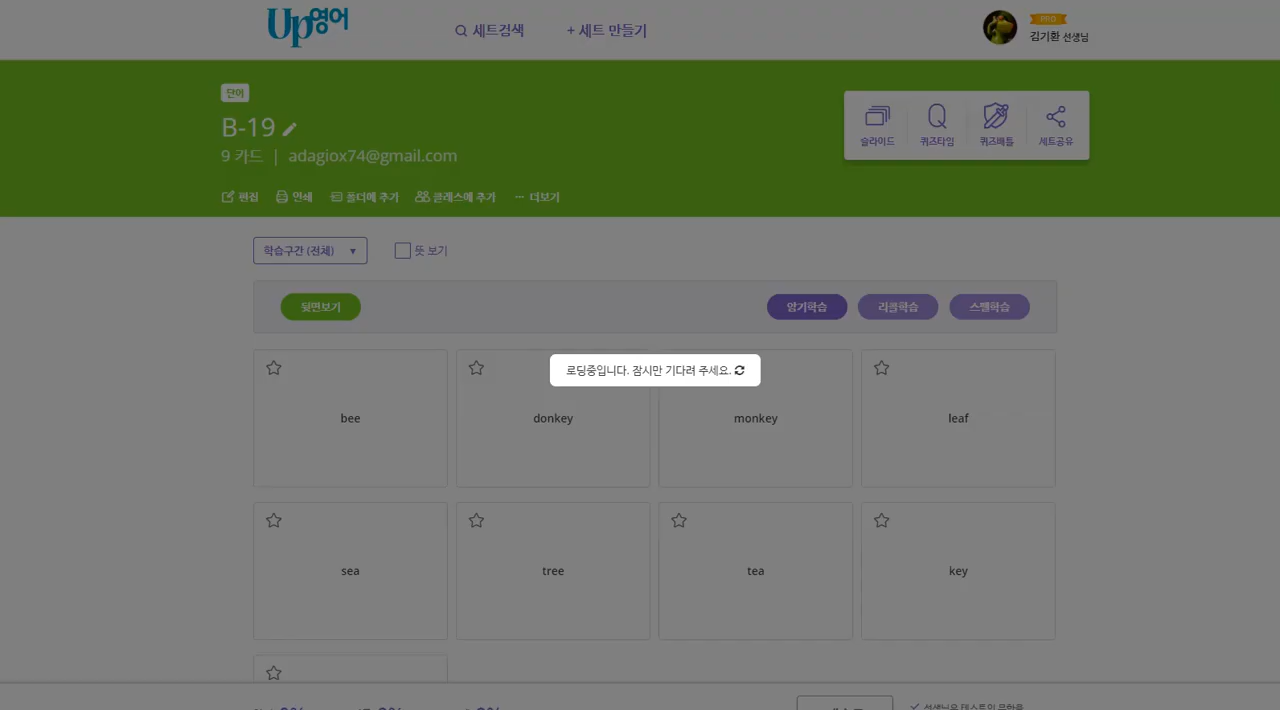 Up영어
세트검색
+ 세트 만들기
PRO
김기환 선생님
단어
B-19
9 카드 | adagiox74@gmail.com
슬라이드
퀴즈타임
퀴즈배틀
세트공유
편집
인쇄
폴더에 추가
클래스에 추가
··· 더보기
학습구간 (전체) ▼
뜻 보기
뒷면보기
암기학습
리콜학습
스펠학습
로딩중입니다. 잠시만 기다려 주세요.
bee
donkey
monkey
leaf
sea
tree
tea
key